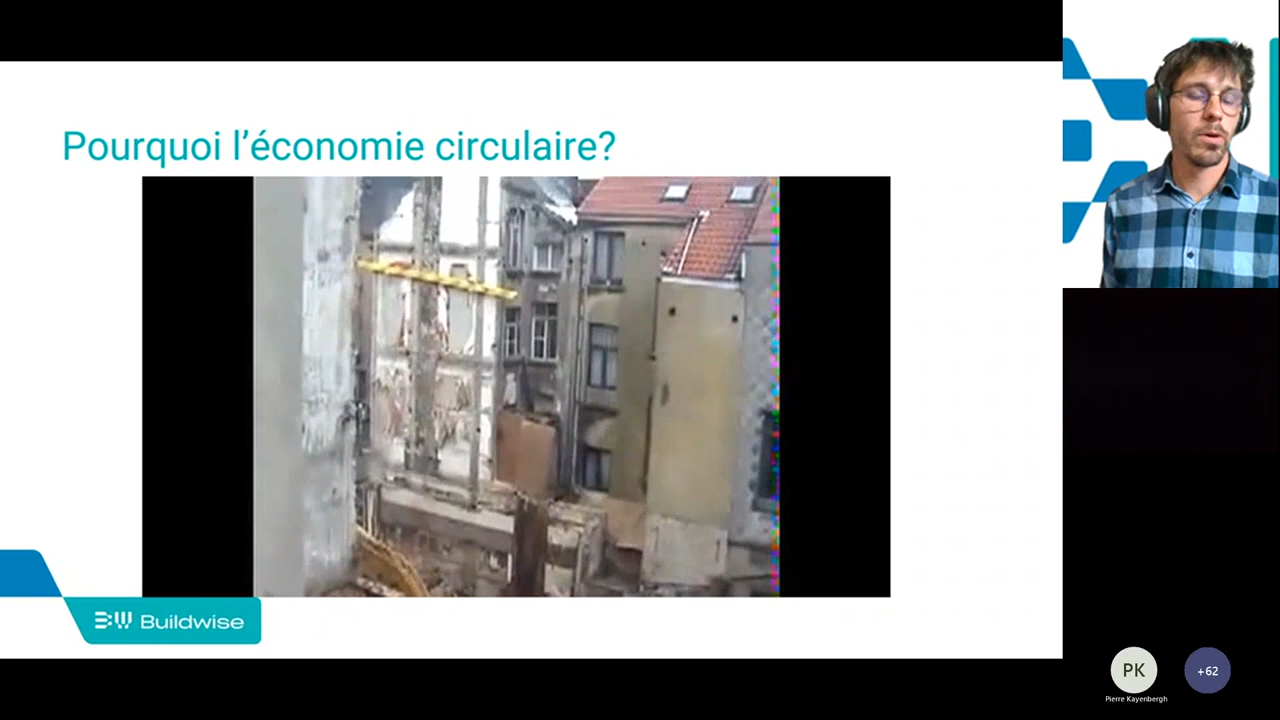 Pourquoi l'économie circulaire?
Buildwise
PK
+62
Pierre Kayenbergh